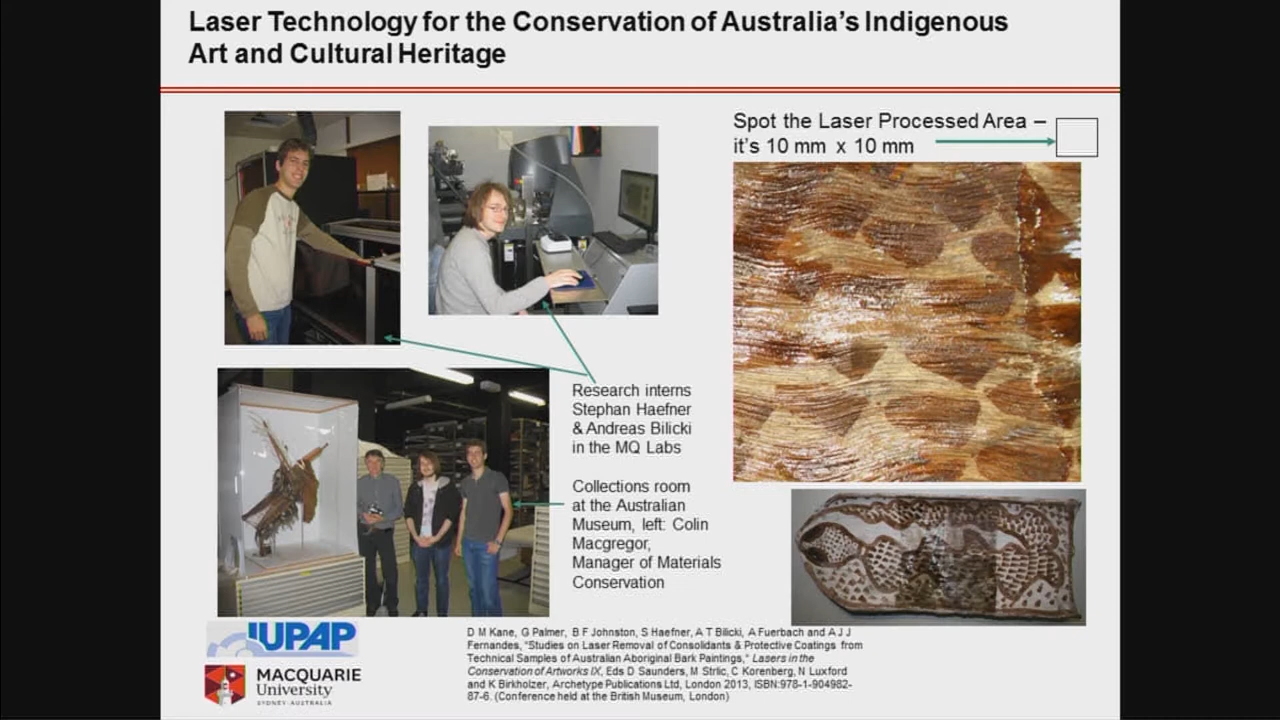 Laser Technology for the Conservation of Australia's Indigenous
Art and Cultural Heritage
Spot the Laser Processed Area –
it's 10 mm x 10 mm
Research interns
Stephan Haefner
& Andreas Bilicki
in the MQ Labs
Collections room
at the Australian
Museum, left: Colin
Macgregor,
Manager of Materials
Conservation
IUPAP
MACQUARIE
University
SYDNEY·AUSTRALIA
D M Kane, G Palmer, B F Johnston, S Haefner, A T Bilicki, A Fuerbach and A J J
Fernandes, "Studies on Laser Removal of Consolidants & Protective Coatings from
Technical Samples of Australian Aboriginal Bark Paintings," Lasers in the
Conservation of Artworks IX, Eds D Saunders, M Strlic, C Korenberg, N Luxford
and K Birkholzer, Archetype Publications Ltd, London 2013, ISBN:978-1-904982-
87-6. (Conference held at the British Museum, London)